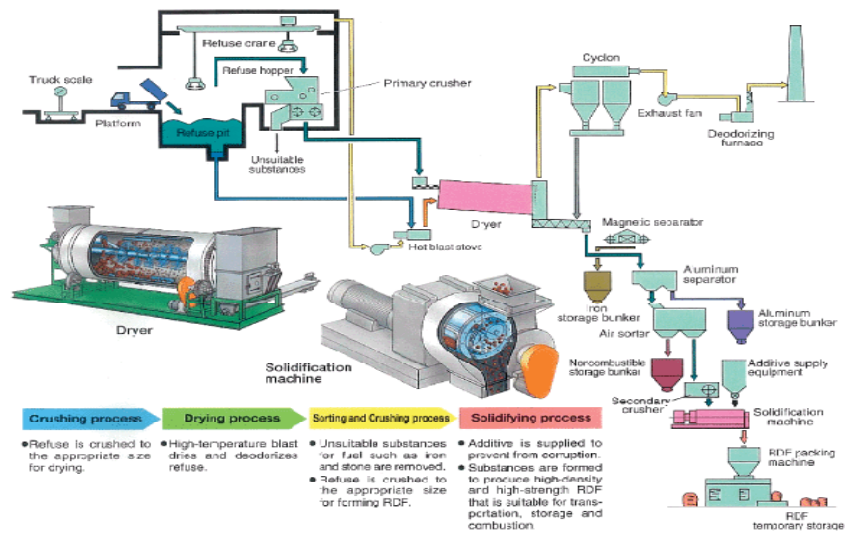 Refuse crane
Refuse hopper
Truck scale
Primary crusher
Platform
Refuse pit
Unsuitable
substances
Cyclon
Exhaust fan
Deodorizing
furnace
Dryer
Hot blast stove
Magnetic separator
Aluminum
separator
Iron
storage bunker
Aluminum
storage bunker
Air sorter
Noncombustible
storage bunker
Additive supply
equipment
Secondary
crusher
Solidification
machine
RDF packing
machine
RDF
temporary storage
Dryer
Solidification
machine
Crushing process
•Refuse is crushed to
the appropriate size
for drying.
Drying process
•High-temperature blast
dries and deodorizes
refuse.
Sorting and Crushing process
•Unsuitable substances
for fuel such as iron
and stone are removed.
•Refuse is crushed to
the appropriate size
for forming RDF.
Solidifying process
•Additive is supplied to
prevent from corruption.
•Substances are formed
to produce high-density
and high-strength RDF
that is suitable for trans-
portation, storage and
combustion